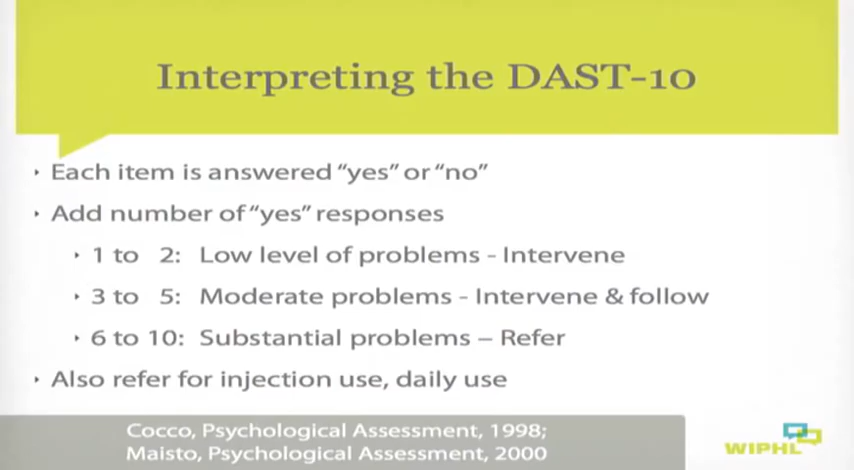 Interpreting the DAST-10
‣ Each item is answered “yes” or “no”
‣ Add number of “yes” responses
‣ 1 to 2: Low level of problems - Intervene
‣ 3 to 5: Moderate problems - Intervene & follow
‣ 6 to 10: Substantial problems – Refer
‣ Also refer for injection use, daily use
Cocco, Psychological Assessment, 1998;
Maisto, Psychological Assessment, 2000
WIPHL